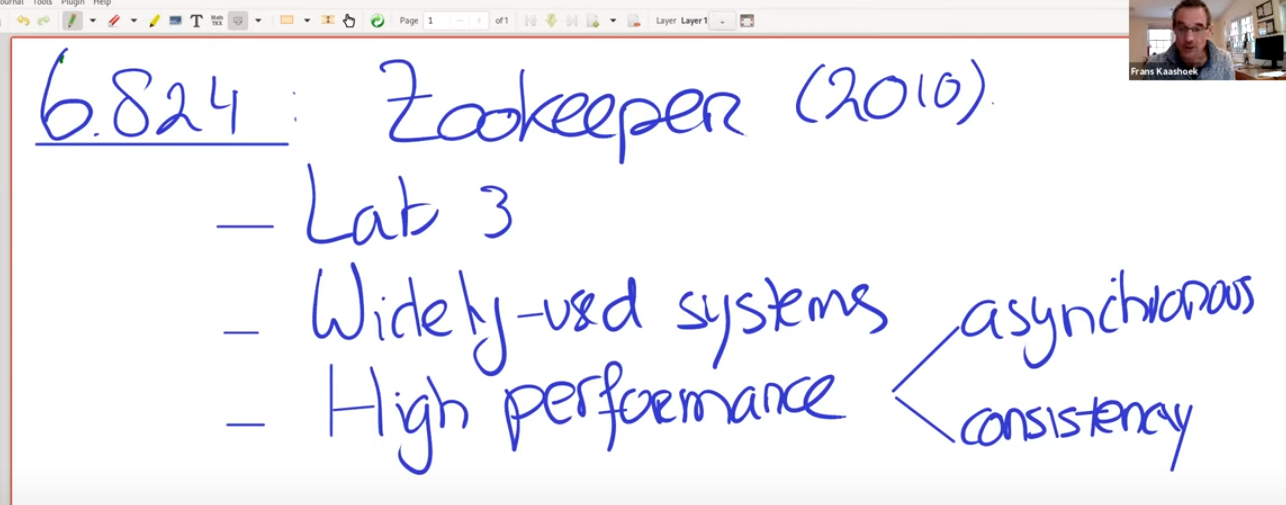 ournal Tools Plugin Help
T Math TEX Page 1 of 1 Layer Layer 1
Frans Kaashoek
6.824 : Zookeeper (2010)
— Lab 3
— Widely-used systems
— High performance < asynchronous
consistency